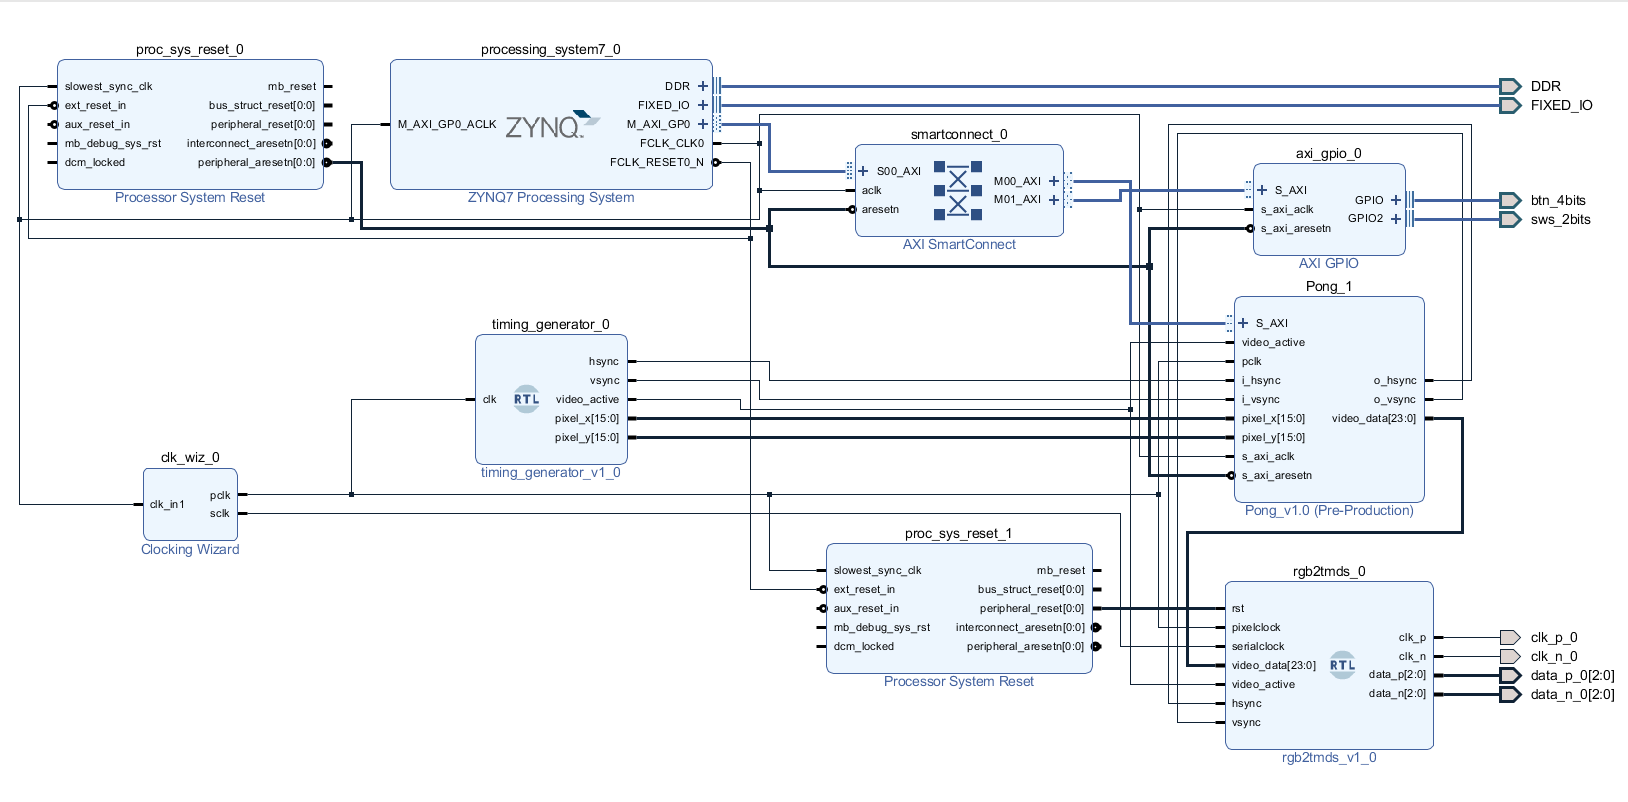 proc_sys_reset_0
slowest_sync_clk
ext_reset_in
aux_reset_in
mb_debug_sys_rst
dcm_locked
mb_reset
bus_struct_reset[0:0]
peripheral_reset[0:0]
interconnect_aresetn[0:0]
peripheral_aresetn[0:0]
Processor System Reset
processing_system7_0
M_AXI_GP0_ACLK
ZYNQ
DDR
FIXED_IO
M_AXI_GP0
FCLK_CLK0
FCLK_RESET0_N
ZYNQ7 Processing System
smartconnect_0
S00_AXI
aclk
aresetn
M00_AXI
M01_AXI
AXI SmartConnect
axi_gpio_0
S_AXI
s_axi_aclk
s_axi_aresetn
GPIO
GPIO2
AXI GPIO
DDR
FIXED_IO
btn_4bits
sws_2bits
timing_generator_0
clk
RTL
hsync
vsync
video_active
pixel_x[15:0]
pixel_y[15:0]
timing_generator_v1_0
Pong_1
S_AXI
video_active
pclk
i_hsync
i_vsync
pixel_x[15:0]
pixel_y[15:0]
s_axi_aclk
s_axi_aresetn
o_hsync
o_vsync
video_data[23:0]
Pong_v1.0 (Pre-Production)
clk_wiz_0
clk_in1
pclk
sclk
Clocking Wizard
proc_sys_reset_1
slowest_sync_clk
ext_reset_in
aux_reset_in
mb_debug_sys_rst
dcm_locked
mb_reset
bus_struct_reset[0:0]
peripheral_reset[0:0]
interconnect_aresetn[0:0]
peripheral_aresetn[0:0]
Processor System Reset
rgb2tmds_0
rst
pixelclock
serialclock
video_data[23:0]
video_active
hsync
vsync
RTL
clk_p
clk_n
data_p[2:0]
data_n[2:0]
rgb2tmds_v1_0
clk_p_0
clk_n_0
data_p_0[2:0]
data_n_0[2:0]